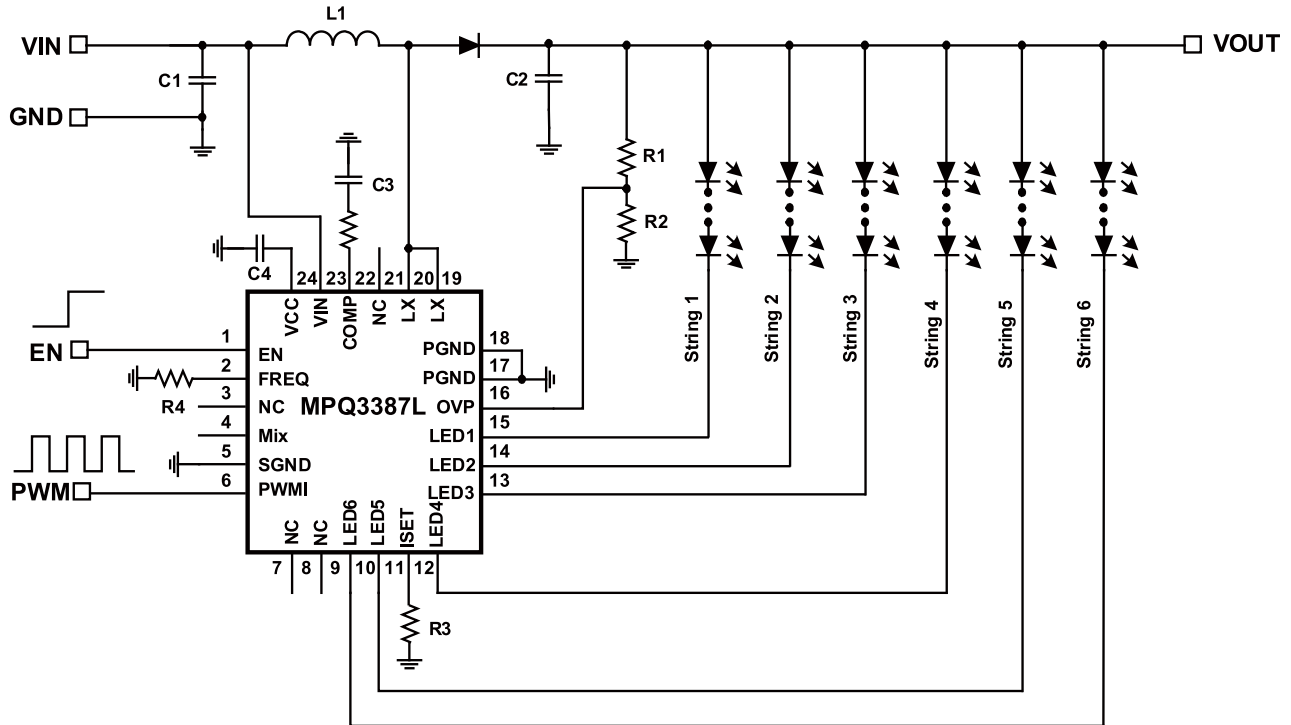 L1
VIN
VOUT
C1
C2
GND
R1
C3
R2
C4
24 23 22 21 20 19
VCC
VIN
COMP
NC
LX
LX
String 1
String 2
String 3
String 4
String 5
String 6
EN
1
EN
PGND
18
2
FREQ
PGND
17
R4
3
NC
MPQ3387L
OVP
16
4
Mix
LED1
15
5
SGND
LED2
14
PWM
6
PWMI
LED3
13
NC
NC
LED6
LED5
ISET
LED4
7 8 9 10 11 12
R3